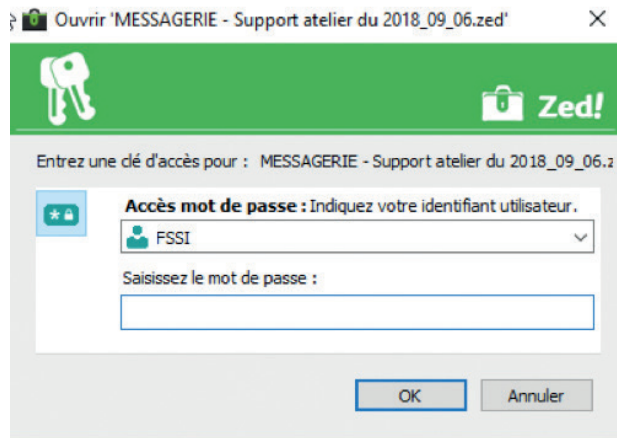 Ouvrir 'MESSAGERIE - Support atelier du 2018_09_06.zed'
Zed!
Entrez une clé d'accès pour : MESSAGERIE - Support atelier du 2018_09_06.z
Accès mot de passe : Indiquez votre identifiant utilisateur.
FSSI
Saisissez le mot de passe :
OK Annuler